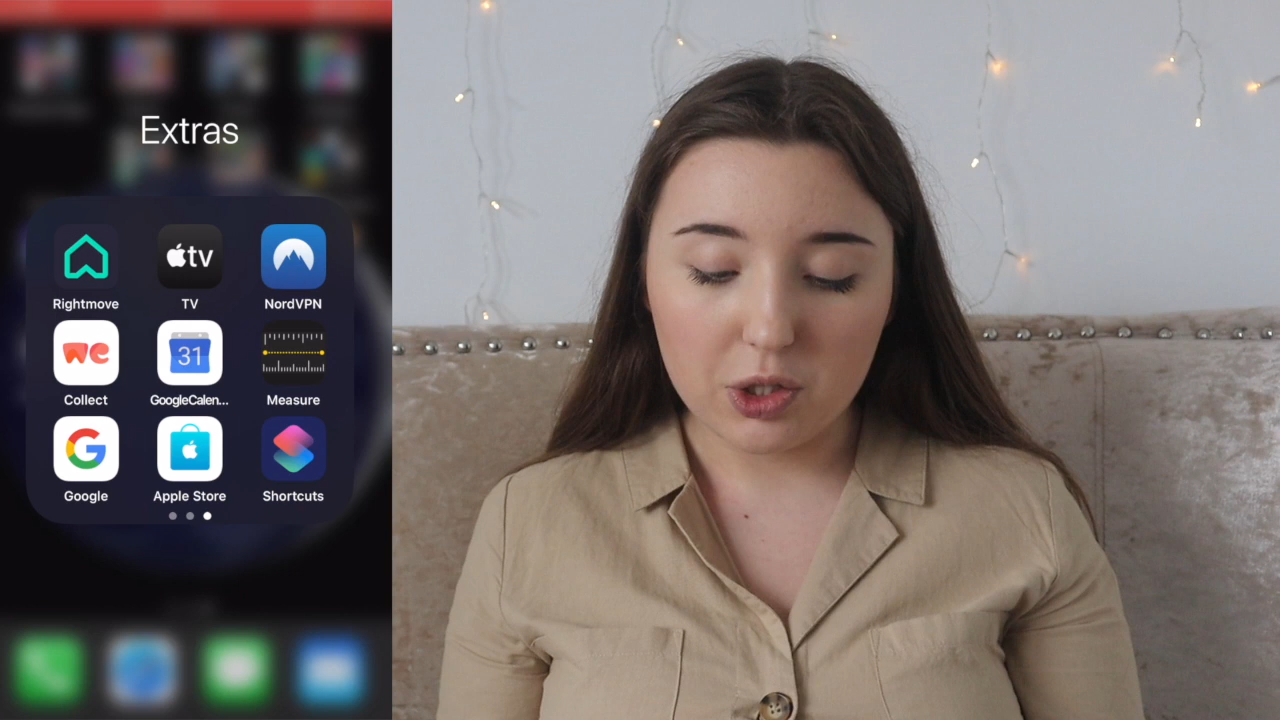 Extras
tv
Rightmove
TV
NordVPN
we
31
Collect
GoogleCalen...
Measure
G
Google
Apple Store
Shortcuts